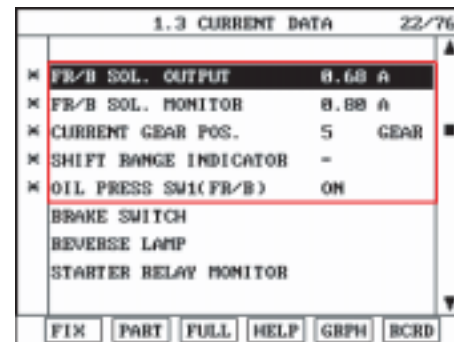 1.3 CURRENT DATA 22/76
× FR/B SOL. OUTPUT 0.68 A
× FR/B SOL. MONITOR 0.80 A
× CURRENT GEAR POS. 5 GEAR
× SHIFT RANGE INDICATOR -
× OIL PRESS SW1(FR/B) ON
BRAKE SWITCH
REVERSE LAMP
STARTER RELAY MONITOR
FIX PART FULL HELP GRPH RCRD